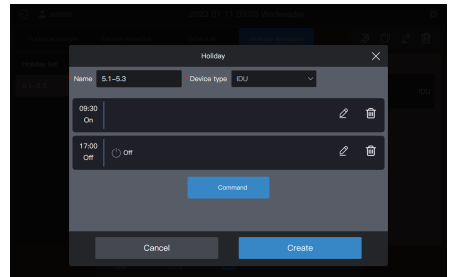 Holiday
Name 5.1-5.3 Device type IDU
09:30
On
17:00
Off
Off
Command
Cancel Create
IDU